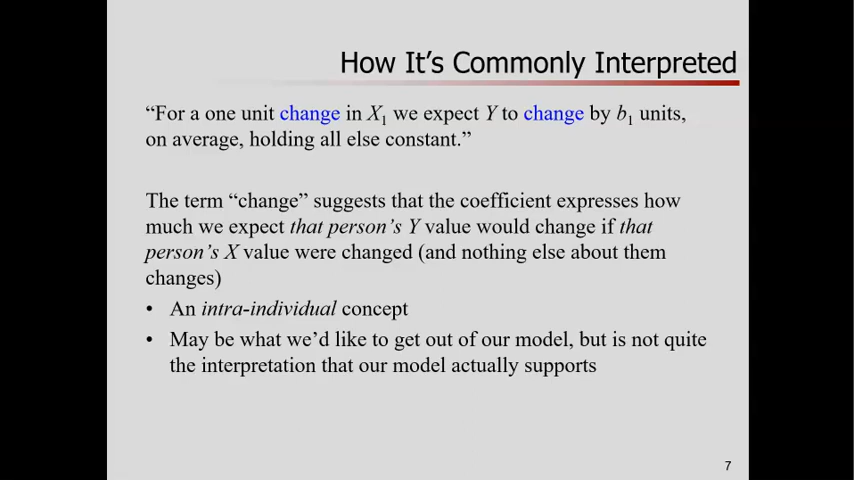 How It's Commonly Interpreted
“For a one unit change in X1 we expect Y to change by b1 units,
on average, holding all else constant.”
The term “change” suggests that the coefficient expresses how
much we expect that person's Y value would change if that
person's X value were changed (and nothing else about them
changes)
• An intra-individual concept
• May be what we'd like to get out of our model, but is not quite
the interpretation that our model actually supports
7